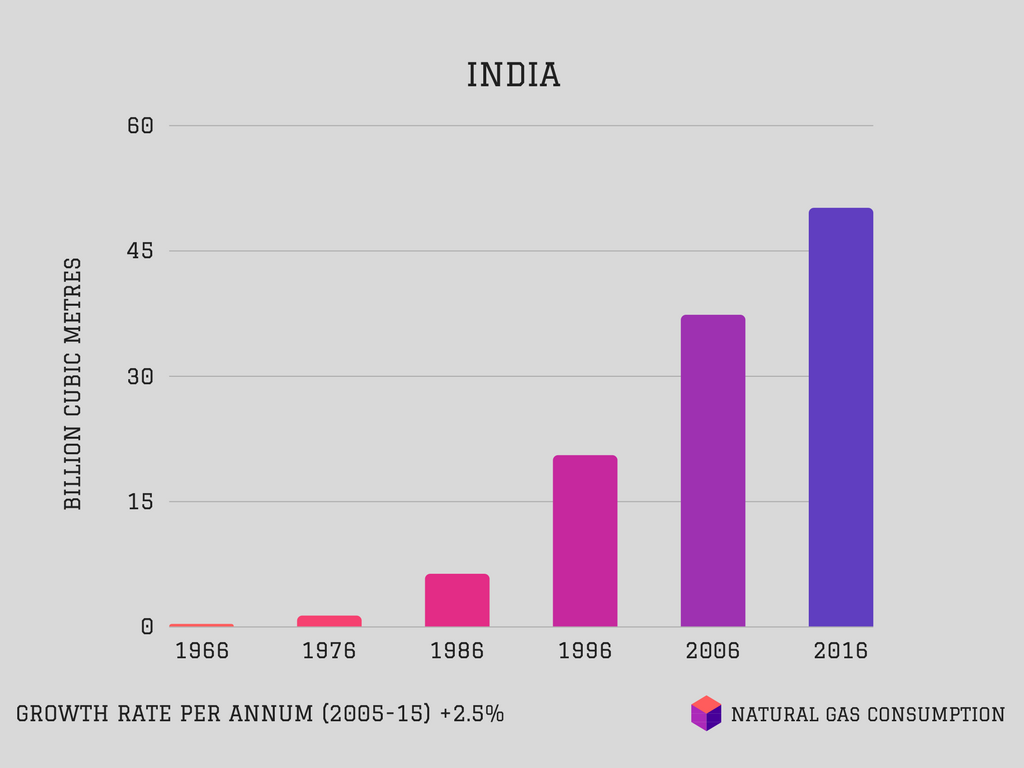 INDIA
60
45
30
15
0
BILLION CUBIC METRES
1966 1976 1986 1996 2006 2016
GROWTH RATE PER ANNUM (2005-15) +2.5%
NATURAL GAS CONSUMPTION